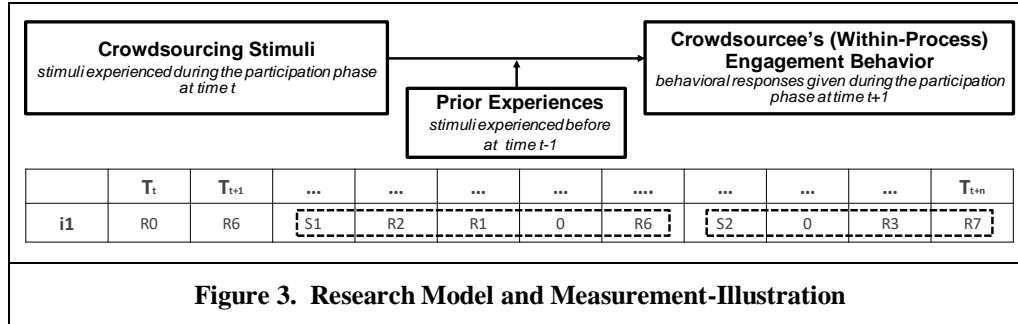 Crowdsourcing Stimuli
stimuli experienced during the participation phase
at time t
Crowdsourcee's (Within-Process)
Engagement Behavior
behavioral responses given during the participation
phase at time t+1
Prior Experiences
stimuli experienced before
at time t-1
Tt Tt+1 ... ... ... ... .... ... ... ... Tt+n
i1 R0 R6 S1 R2 R1 0 R6 S2 0 R3 R7
Figure 3. Research Model and Measurement-Illustration